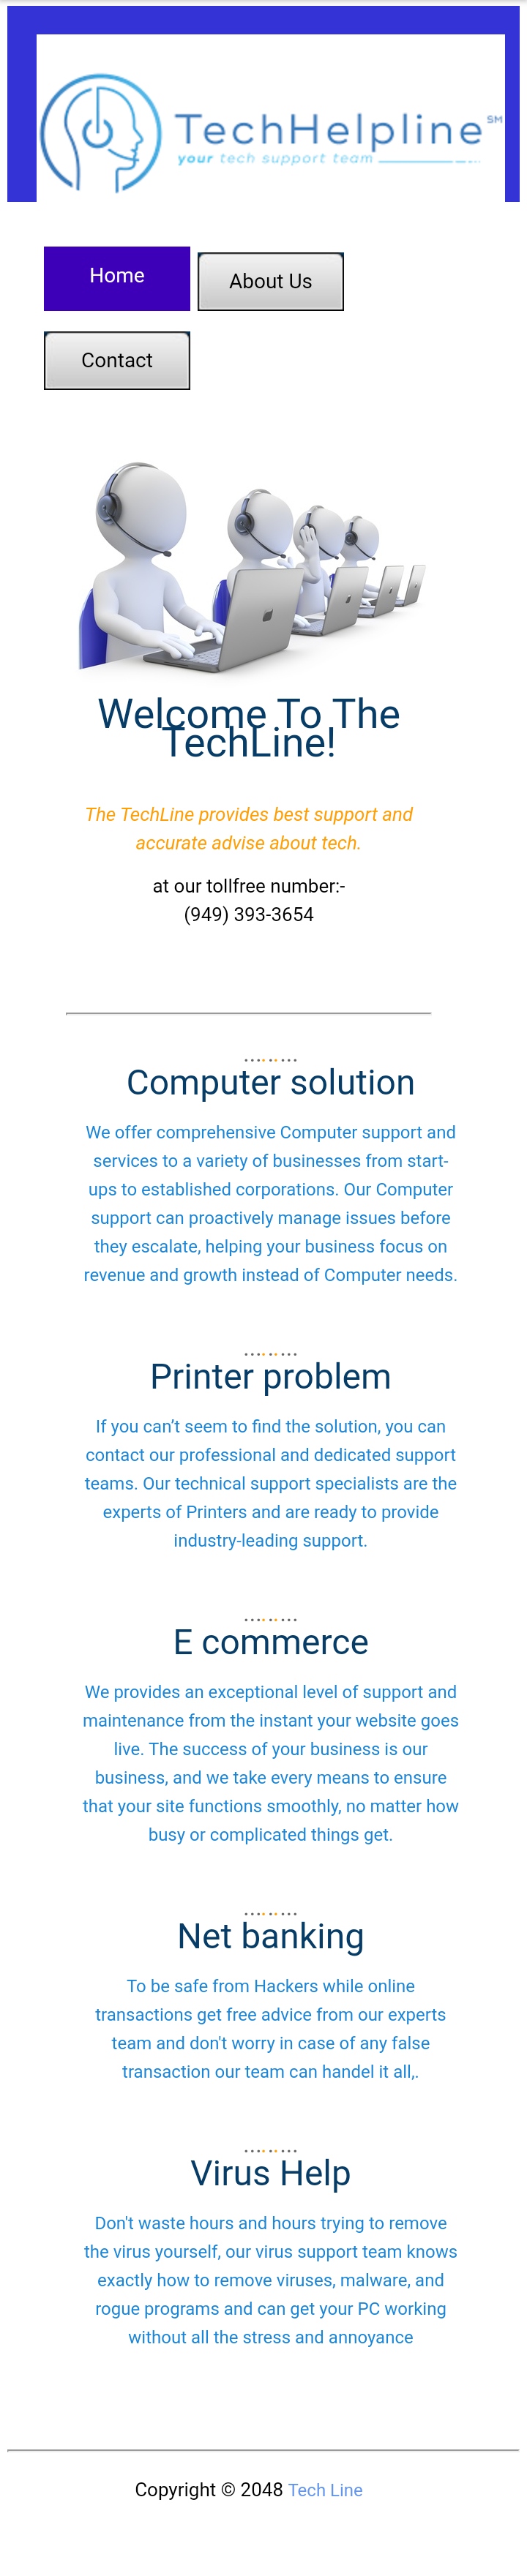 TechHelpline SM
your tech support team
Home
About Us
Contact
Welcome To The
TechLine!
The TechLine provides best support and
accurate advise about tech.
at our tollfree number:-
(949) 393-3654
Computer solution
We offer comprehensive Computer support and
services to a variety of businesses from start-
ups to established corporations. Our Computer
support can proactively manage issues before
they escalate, helping your business focus on
revenue and growth instead of Computer needs.
Printer problem
If you can’t seem to find the solution, you can
contact our professional and dedicated support
teams. Our technical support specialists are the
experts of Printers and are ready to provide
industry-leading support.
E commerce
We provides an exceptional level of support and
maintenance from the instant your website goes
live. The success of your business is our
business, and we take every means to ensure
that your site functions smoothly, no matter how
busy or complicated things get.
Net banking
To be safe from Hackers while online
transactions get free advice from our experts
team and don't worry in case of any false
transaction our team can handel it all,.
Virus Help
Don't waste hours and hours trying to remove
the virus yourself, our virus support team knows
exactly how to remove viruses, malware, and
rogue programs and can get your PC working
without all the stress and annoyance
Copyright © 2048 Tech Line